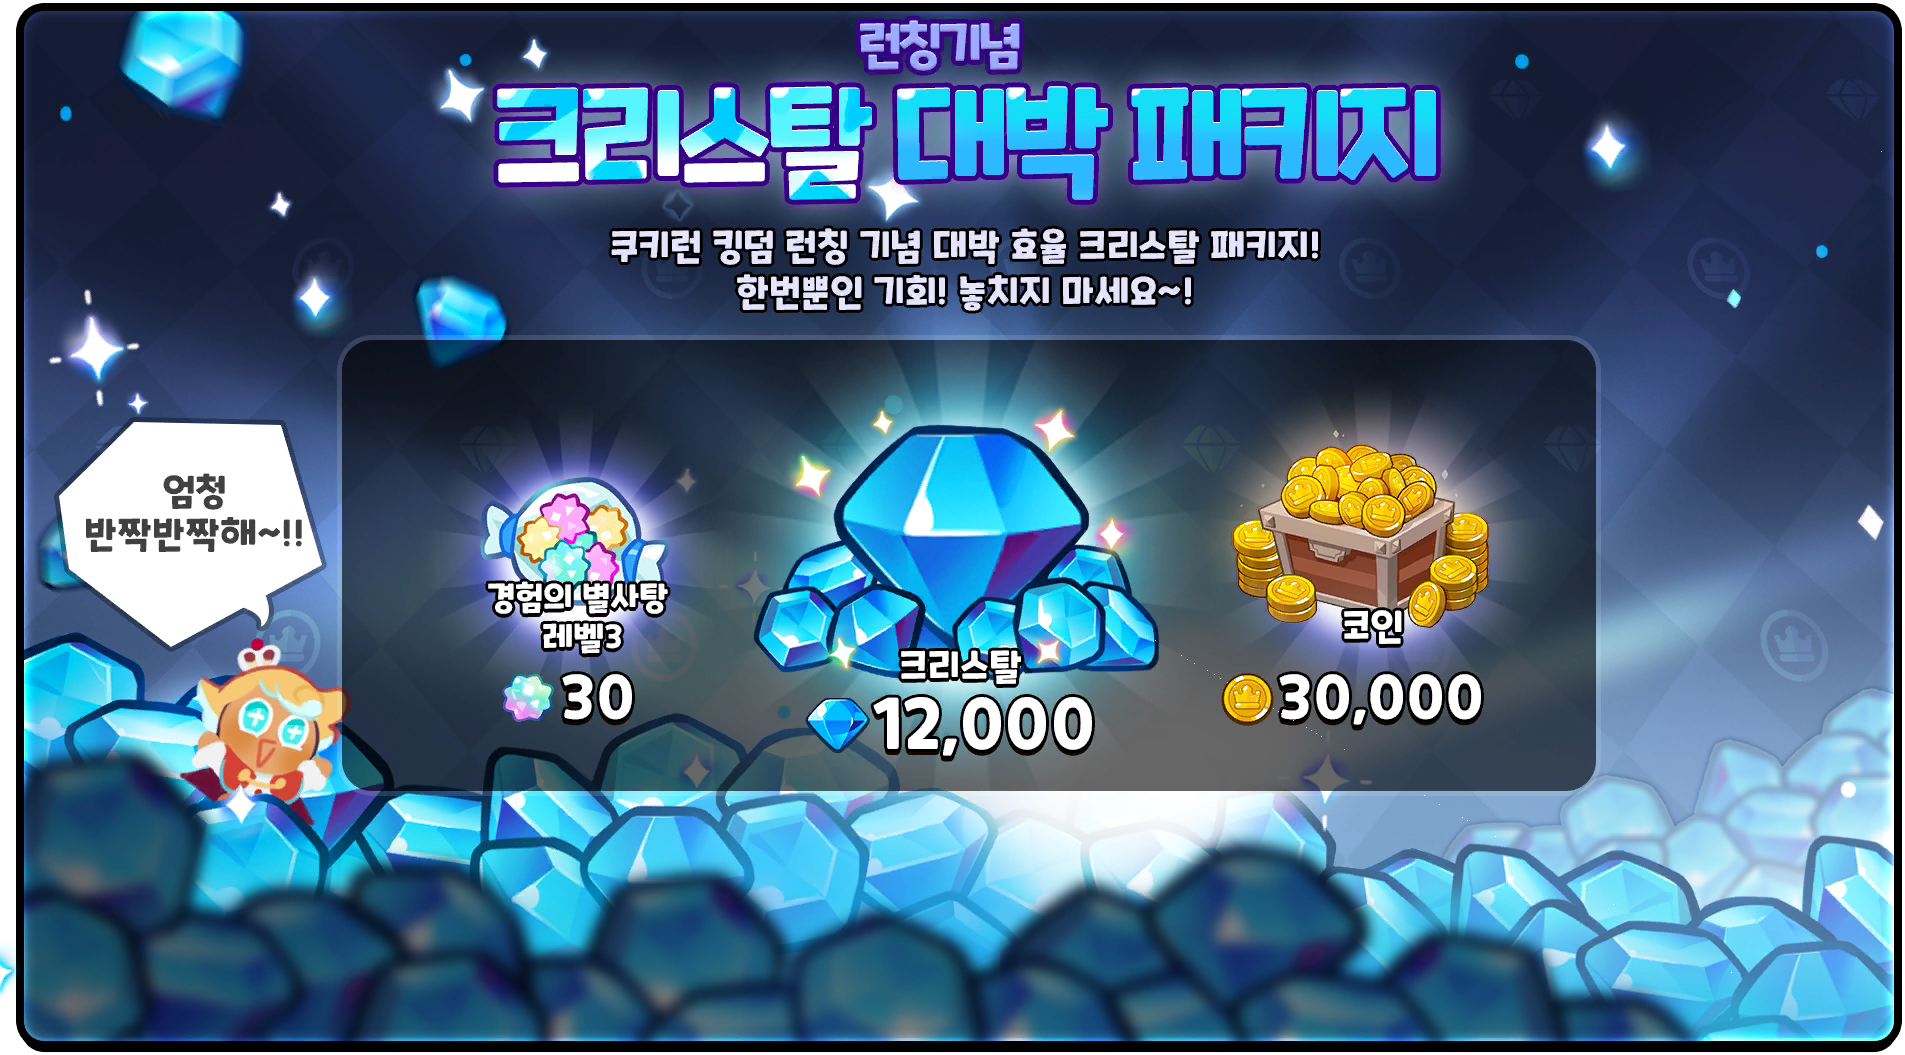 런칭기념
크리스탈 대박 패키지
쿠키런 킹덤 런칭 기념 대박 효율 크리스탈 패키지!
한번뿐인 기회! 놓치지 마세요~!
엄청
반짝반짝해~!!
경험의 별사탕
레벨3
30
크리스탈
12,000
코인
30,000